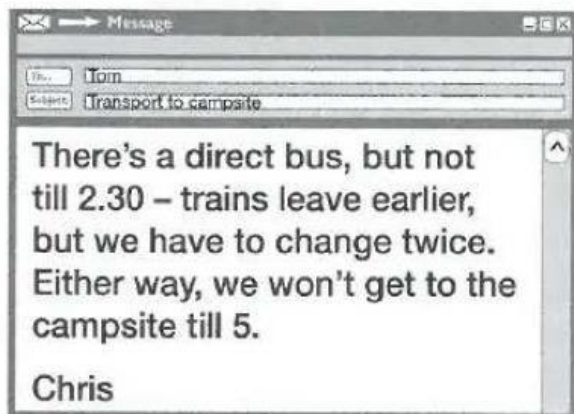 Message
To...
Tom
Subject:
Transport to campsite
There's a direct bus, but not
till 2.30 – trains leave earlier,
but we have to change twice.
Either way, we won't get to the
campsite till 5.
Chris